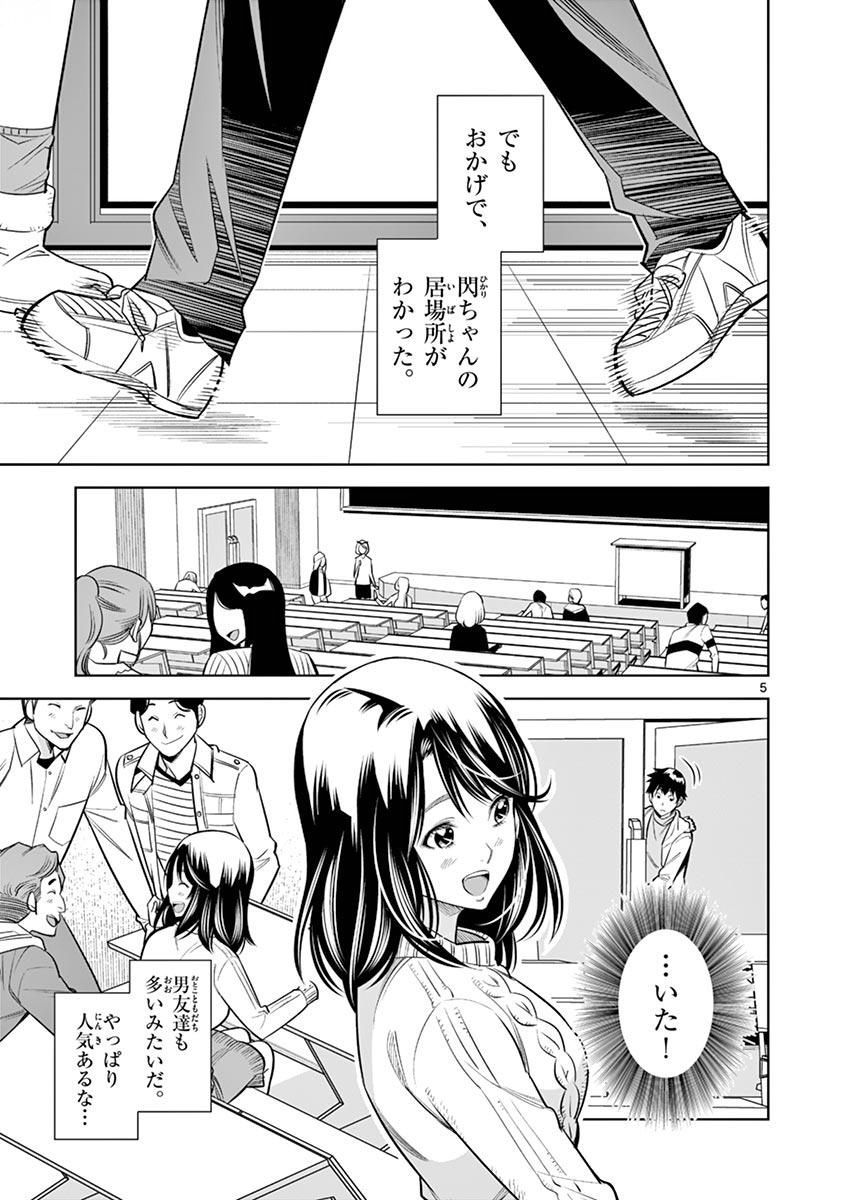 でも
おかげで、
閃ちゃんの
居場所が
わかった。
5
…いた！
男友達も
多いみたいだ。
やっぱり
人気あるな…